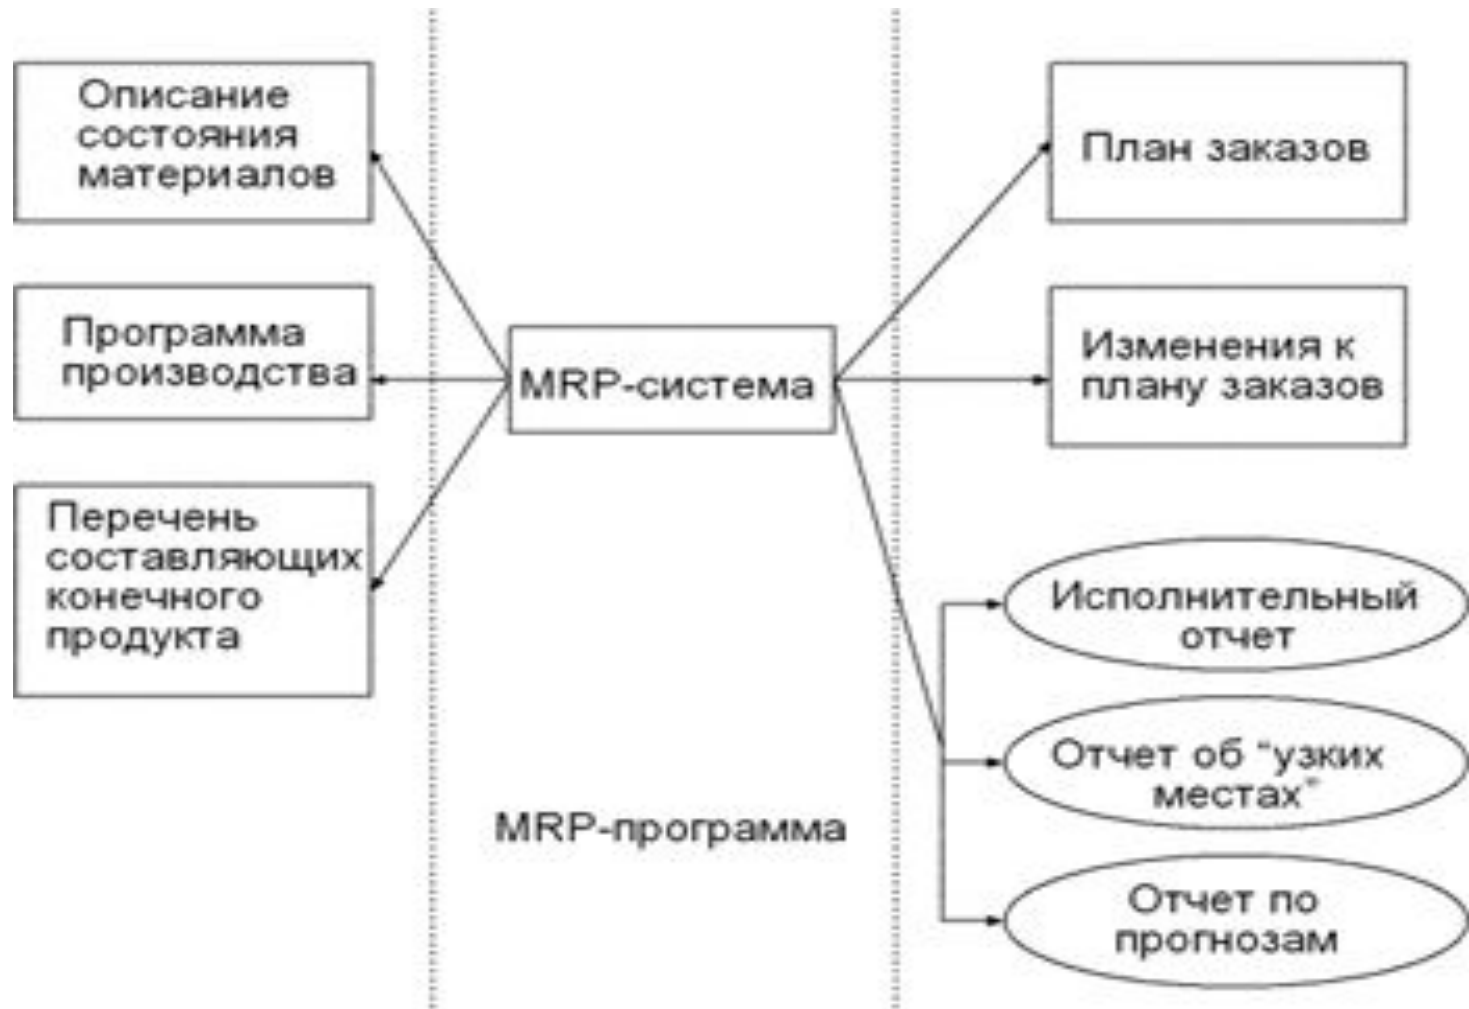 Описание
состояния
материалов
Программа
производства
Перечень
составляющих
конечного
продукта
MRP-система
MRP-программа
План заказов
Изменения к
плану заказов
Исполнительный
отчет
Отчет об “узких
местах”
Отчет по
прогнозам